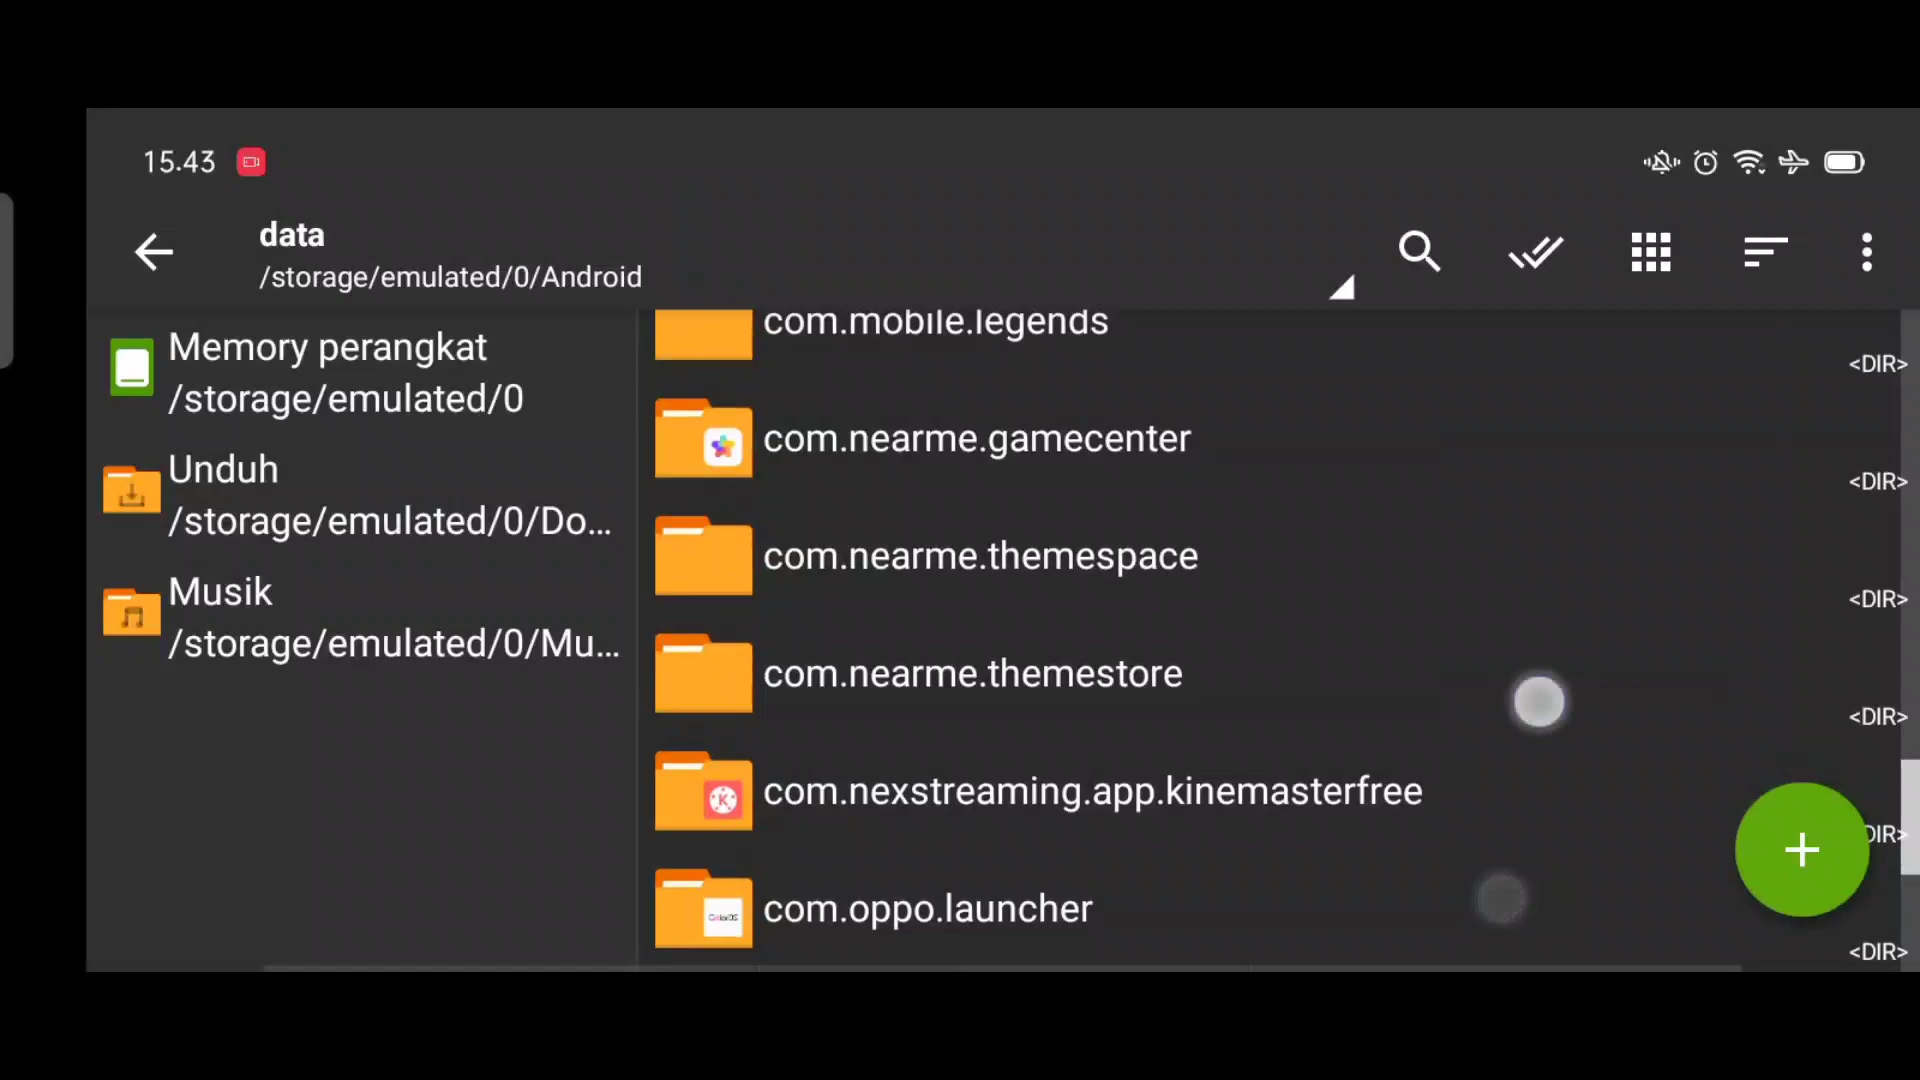 15.43
data
/storage/emulated/0/Android
Memory perangkat
/storage/emulated/0
Unduh
/storage/emulated/0/Do...
Musik
/storage/emulated/0/Mu...
com.mobile.legends
<DIR>
com.nearme.gamecenter
<DIR>
com.nearme.themespace
<DIR>
com.nearme.themestore
<DIR>
com.nexstreaming.app.kinemasterfree
DIR>
com.oppo.launcher
ColorOS
<DIR>